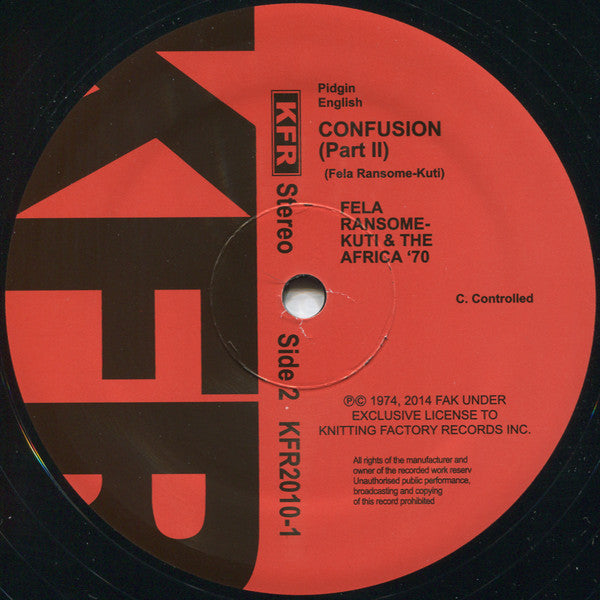 KFR
KFR
Stereo
Side 2
KFR2010-1
Pidgin
English
CONFUSION
(Part II)
(Fela Ransome-Kuti)
FELA
RANSOME-
KUTI & THE
AFRICA ‘70
C. Controlled
℗© 1974, 2014 FAK UNDER
EXCLUSIVE LICENSE TO
KNITTING FACTORY RECORDS INC.
All rights of the manufacturer and
owner of the recorded work reserv
Unauthorised public performance,
broadcasting and copying
of this record prohibited